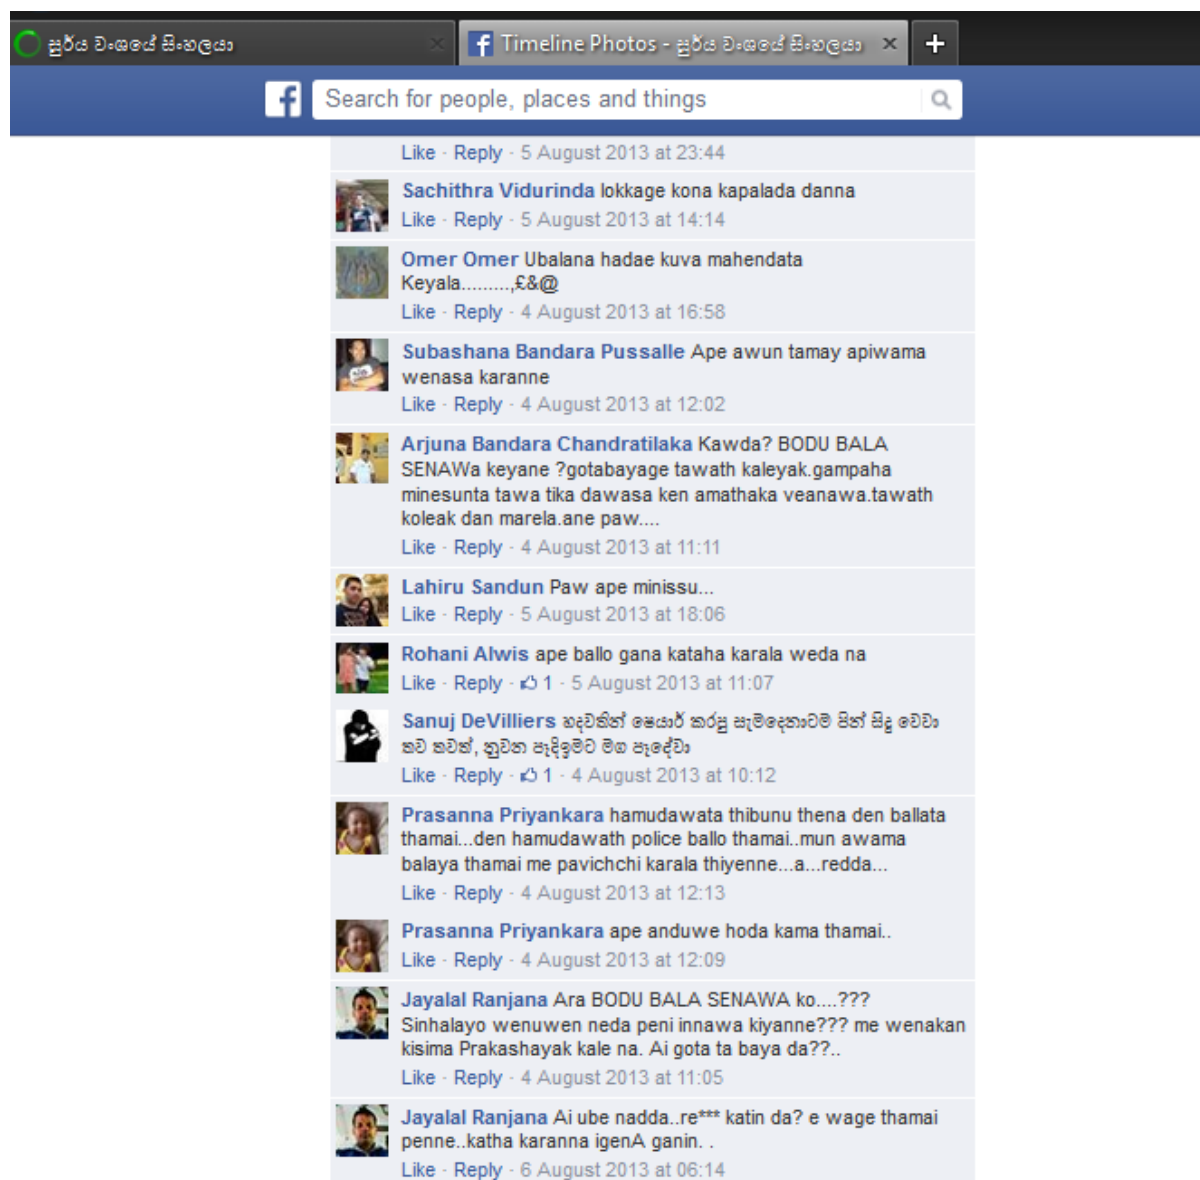 සූර්ය වංශයේ සිංහලයා
Timeline Photos - සූර්ය වංශයේ සිංහලයා
Search for people, places and things
Like · Reply · 5 August 2013 at 23:44
Sachithra Vidurinda lokkage kona kapalada danna
Like · Reply · 5 August 2013 at 14:14
Omer Omer Ubalana hadae kuva mahendata
Keyala.........,£&@
Like · Reply · 4 August 2013 at 16:58
Subashana Bandara Pussalle Ape awun tamay apiwama
wenasa karanne
Like · Reply · 4 August 2013 at 12:02
Arjuna Bandara Chandratilaka Kawda? BODU BALA
SENAWa keyane ?gotabayage tawath kaleyak.gampaha
minesunta tawa tika dawasa ken amathaka veanawa.tawath
koleak dan marela.ane paw....
Like · Reply · 4 August 2013 at 11:11
Lahiru Sandun Paw ape minissu...
Like · Reply · 5 August 2013 at 18:06
Rohani Alwis ape ballo gana kataha karala weda na
Like · Reply · 1 · 5 August 2013 at 11:07
Sanuj DeVilliers හදවතින් ශෙයාර් කරපු සැමදෙනාටම පින් සිදු වේවා
තව තවත්, නුවන පෑදිඉමට මග පෑදේවා
Like · Reply · 1 · 4 August 2013 at 10:12
Prasanna Priyankara hamudawata thibunu thena den ballata
thamai...den hamudawath police ballo thamai..mun awama
balaya thamai me pavichchi karala thiyenne...a...redda...
Like · Reply · 4 August 2013 at 12:13
Prasanna Priyankara ape anduwe hoda kama thamai..
Like · Reply · 4 August 2013 at 12:09
Jayalal Ranjana Ara BODU BALA SENAWA ko....???
Sinhalayo wenuwen neda peni innawa kiyanne??? me wenakan
kisima Prakashayak kale na. Ai gota ta baya da??..
Like · Reply · 4 August 2013 at 11:05
Jayalal Ranjana Ai ube nadda..re*** katin da? e wage thamai
penne..katha karanna igenA ganin. .
Like · Reply · 6 August 2013 at 06:14